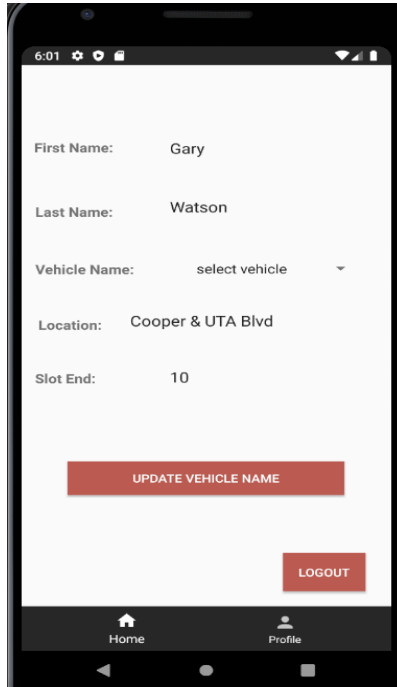 6:01
First Name: Gary
Last Name: Watson
Vehicle Name: select vehicle
Location: Cooper & UTA Blvd
Slot End: 10
UPDATE VEHICLE NAME
LOGOUT
Home Profile